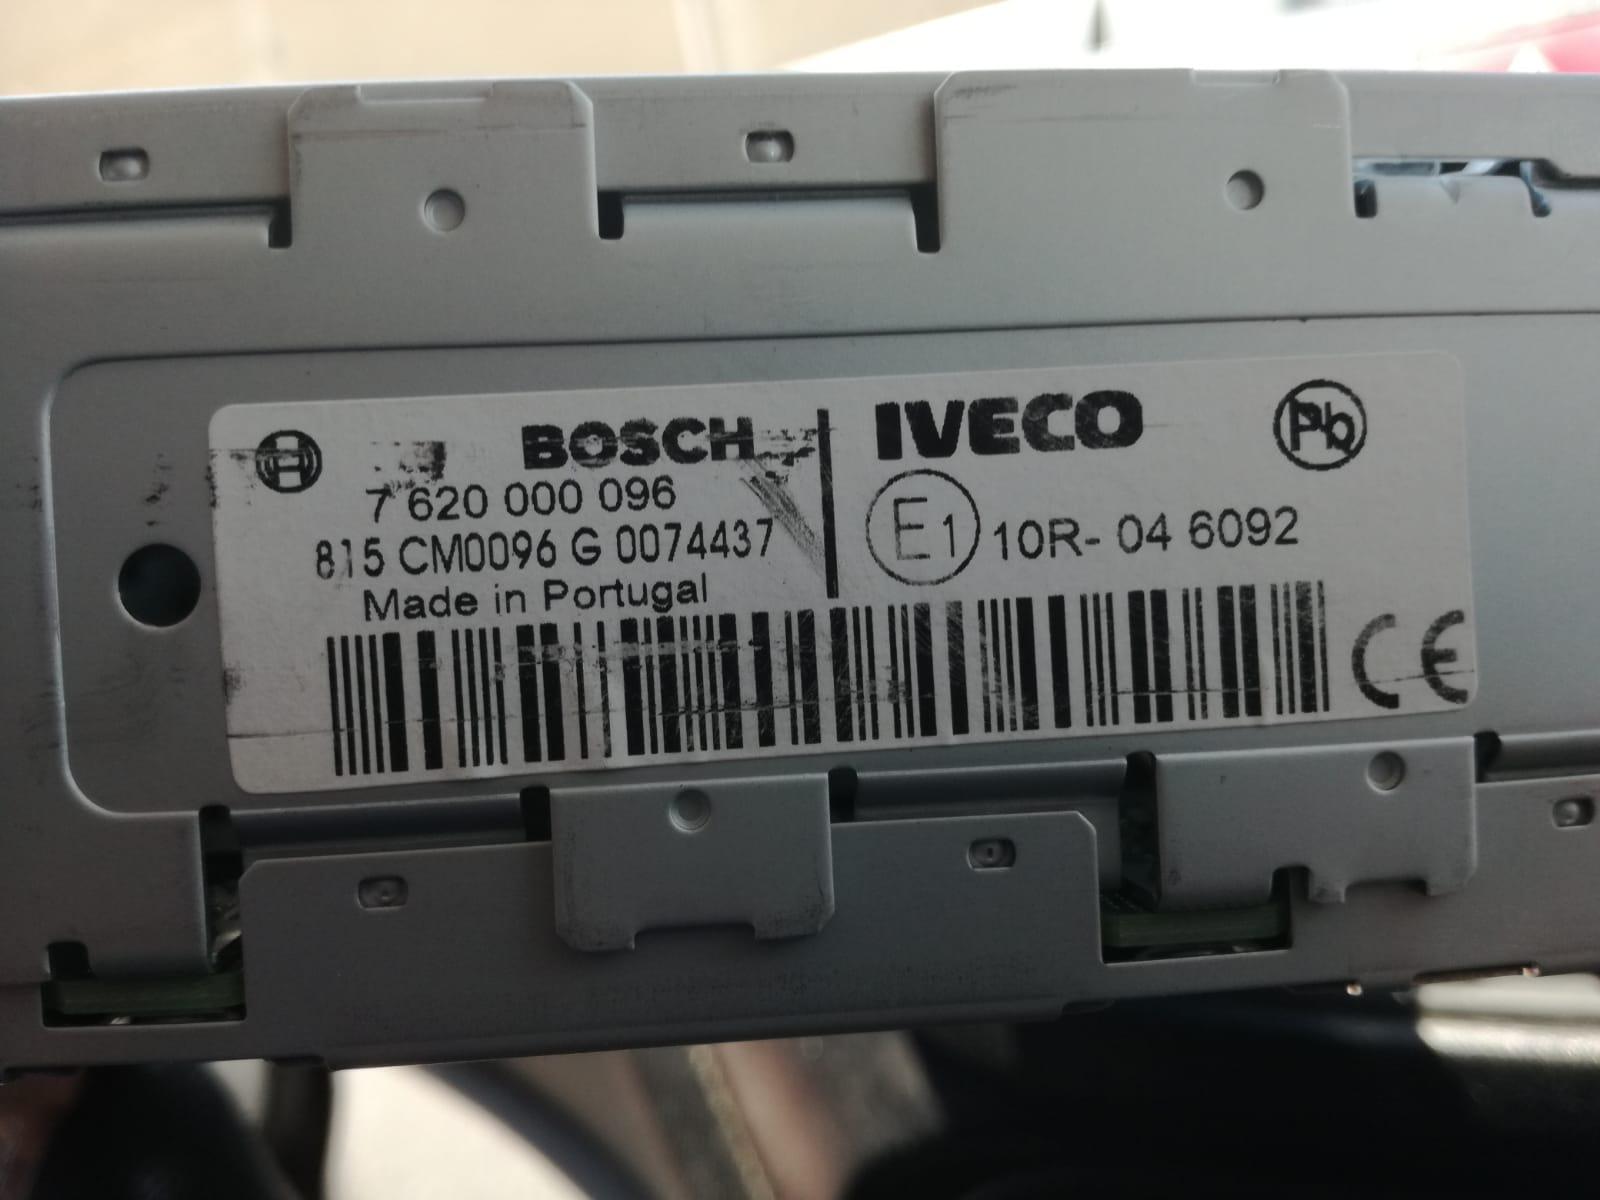 BOSCH
7 620 000 096
815 CM0096 G 0074437
Made in Portugal
IVECO
Pb
E1 10R- 04 6092
CE